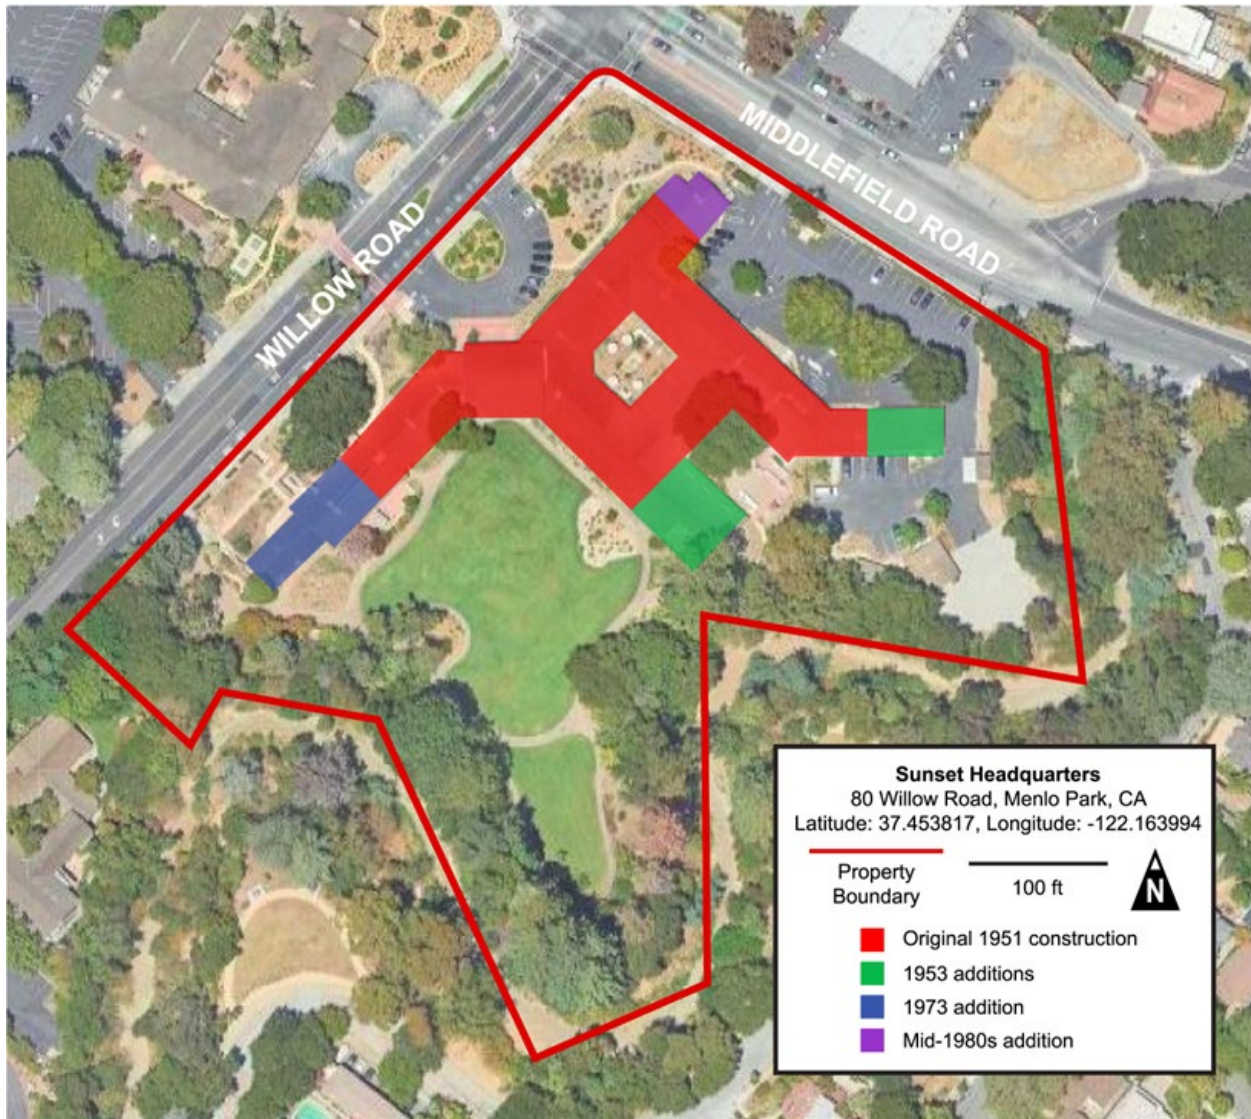 WILLOW ROAD
MIDDLEFIELD ROAD
Sunset Headquarters
80 Willow Road, Menlo Park, CA
Latitude: 37.453817, Longitude: -122.163994
Property
Boundary
100 ft
N
Original 1951 construction
1953 additions
1973 addition
Mid-1980s addition